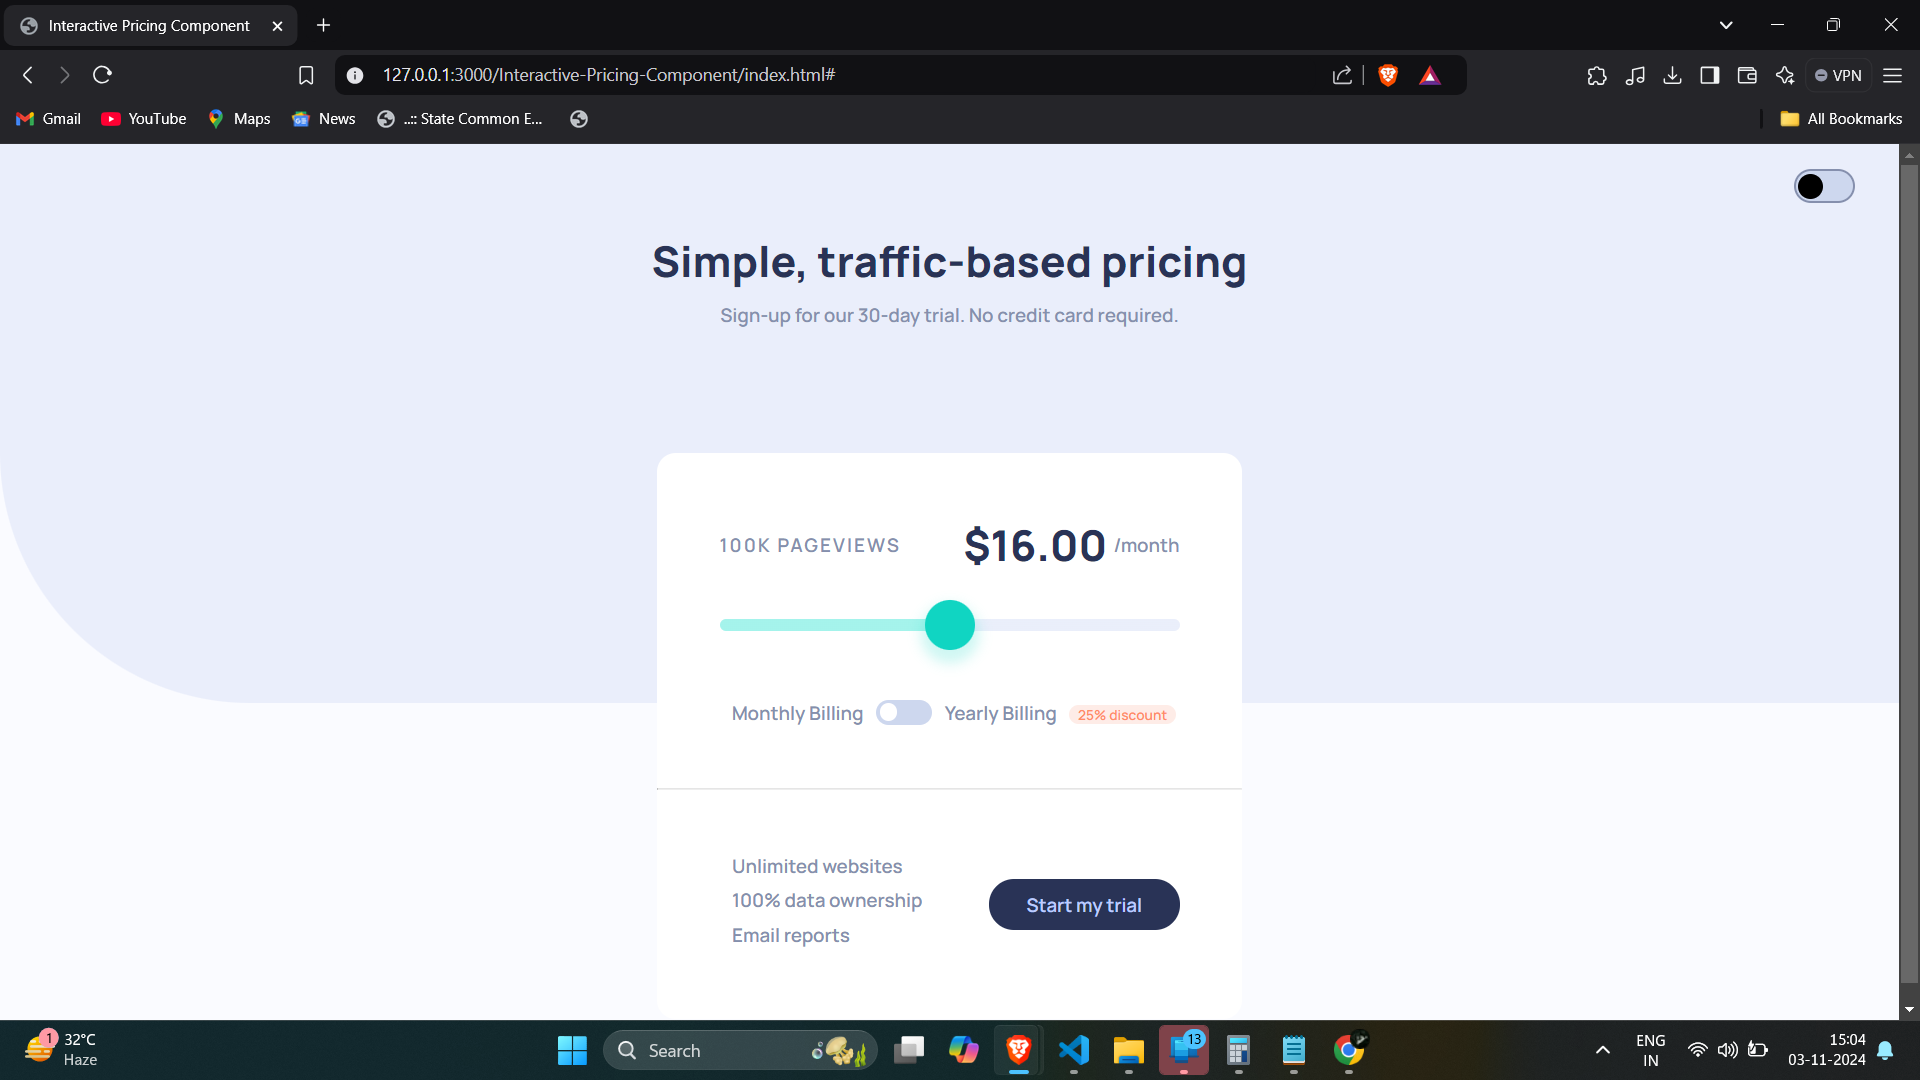 Interactive Pricing Component
127.0.0.1:3000/Interactive-Pricing-Component/index.html#
VPN
Gmail
YouTube
Maps
News
..:: State Common E...
All Bookmarks
Simple, traffic-based pricing
Sign-up for our 30-day trial. No credit card required.
100K PAGEVIEWS
$16.00 /month
Monthly Billing
Yearly Billing
25% discount
Unlimited websites
100% data ownership
Email reports
Start my trial
1
32°C
Haze
Search
13
ENG
IN
15:04
03-11-2024